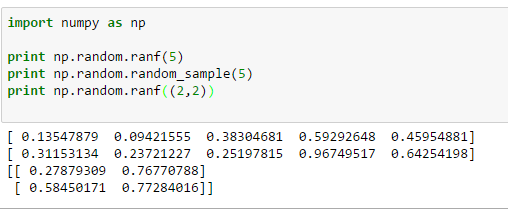 import numpy as np
print np.random.ranf(5)
print np.random.random_sample(5)
print np.random.ranf((2,2))
[ 0.13547879  0.09421555  0.38304681  0.59292648  0.45954881]
[ 0.31153134  0.23721227  0.25197815  0.96749517  0.64254198]
[[ 0.27879309  0.76770788]
 [ 0.58450171  0.77284016]]